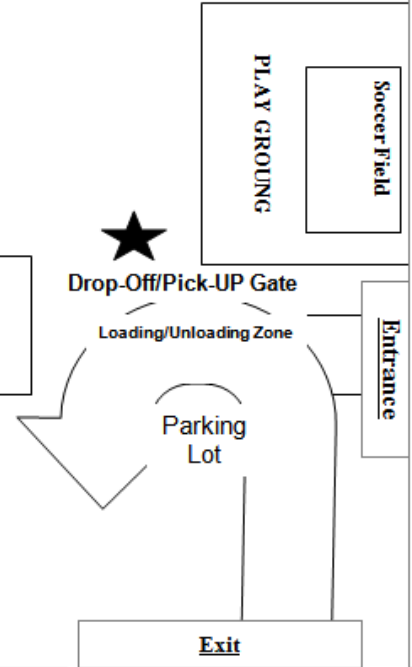 PLAY GROUNG
Soccer Field
Drop-Off/Pick-UP Gate
Loading/Unloading Zone
Entrance
Parking
Lot
Exit